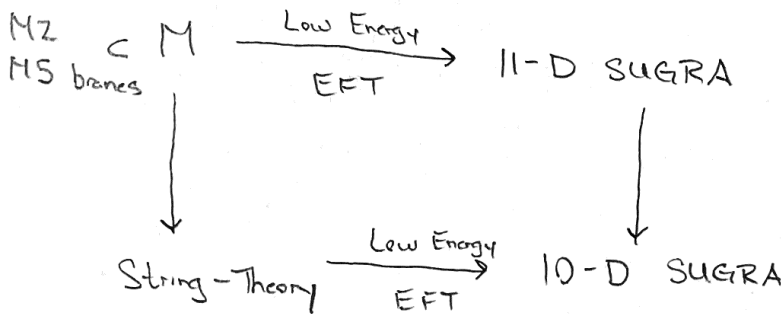 M2
M5 branes ⊂ M
Low Energy
EFT
11-D SUGRA
String-Theory
Low Energy
EFT
10-D SUGRA